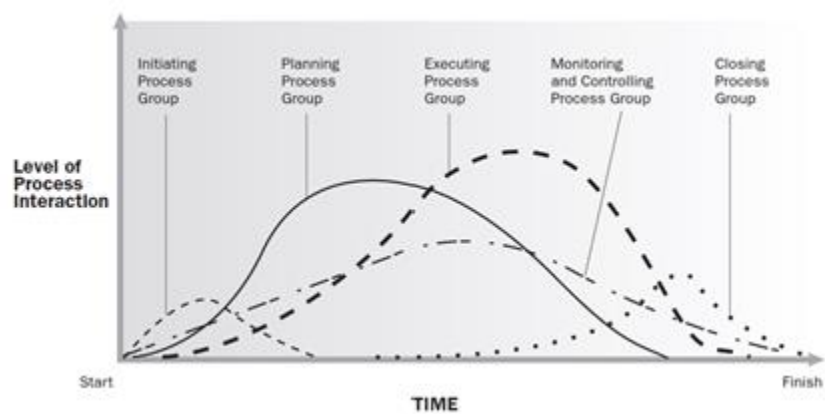 Initiating
Process
Group
Planning
Process
Group
Executing
Process
Group
Monitoring
and Controlling
Process Group
Closing
Process
Group
Level of
Process
Interaction
Start
Finish
TIME